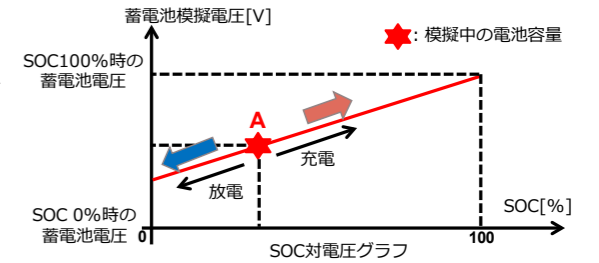 蓄電池模擬電圧[V]
：模擬中の電池容量
SOC100%時の
蓄電池電圧
A
充電
放電
SOC 0%時の
蓄電池電圧
SOC[%]
0
100
SOC対電圧グラフ